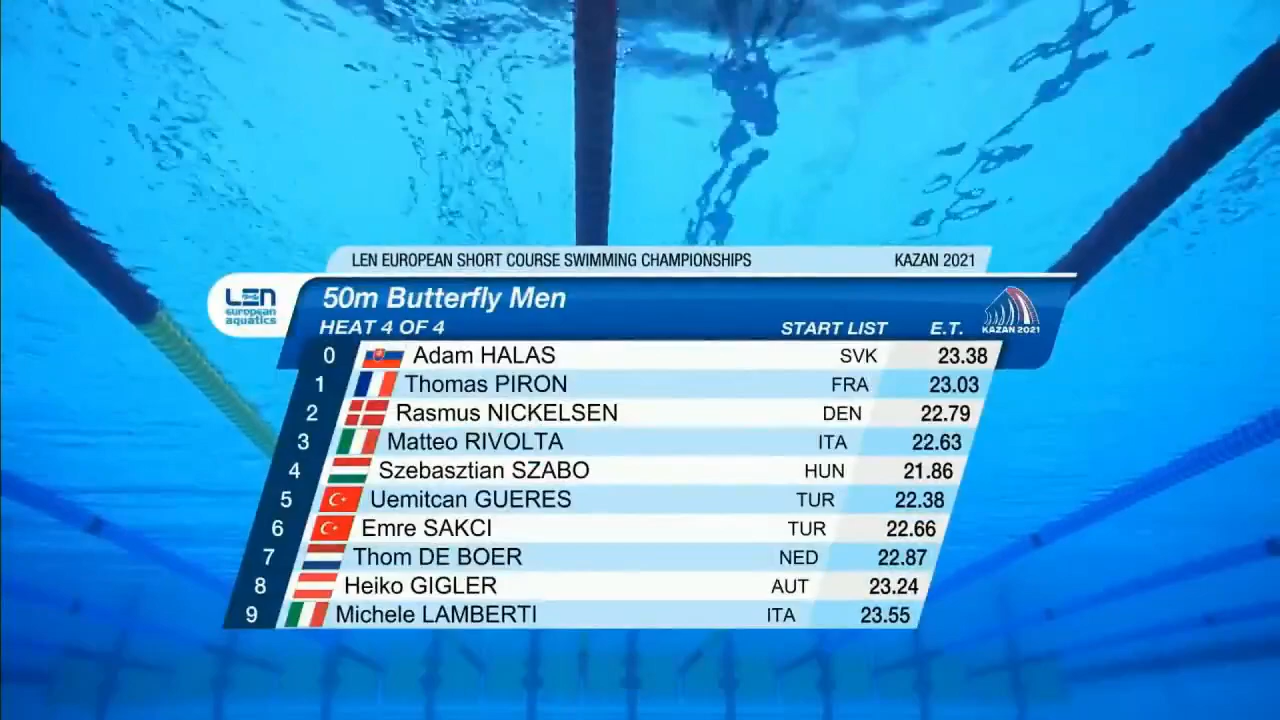 LEN EUROPEAN SHORT COURSE SWIMMING CHAMPIONSHIPS KAZAN 2021
LEN
european
aquatics
50m Butterfly Men
HEAT 4 OF 4 START LIST E.T.
KAZAN 2021
0 Adam HALAS SVK 23.38
1 Thomas PIRON FRA 23.03
2 Rasmus NICKELSEN DEN 22.79
3 Matteo RIVOLTA ITA 22.63
4 Szebasztian SZABO HUN 21.86
5 Uemitcan GUERES TUR 22.38
6 Emre SAKCI TUR 22.66
7 Thom DE BOER NED 22.87
8 Heiko GIGLER AUT 23.24
9 Michele LAMBERTI ITA 23.55